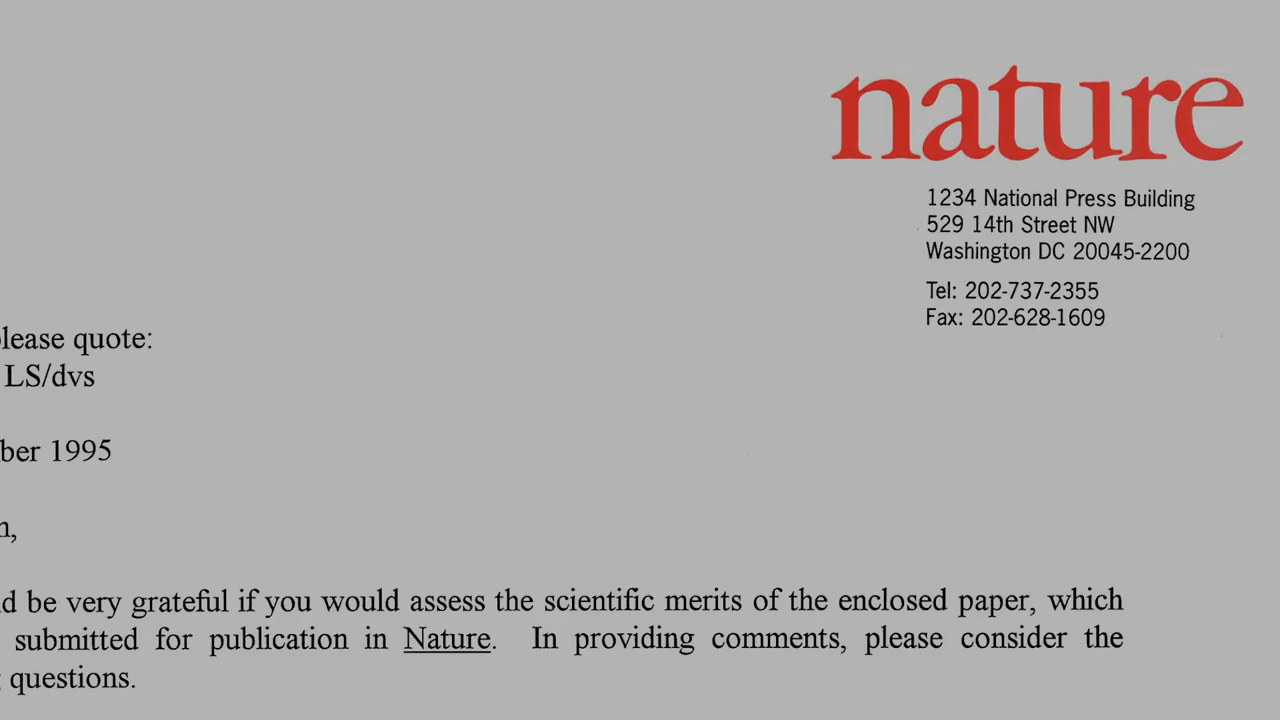 nature
1234 National Press Building
529 14th Street NW
Washington DC 20045-2200
Tel: 202-737-2355
Fax: 202-628-1609
please quote:
LS/dvs
ber 1995
be very grateful if you would assess the scientific merits of the enclosed paper, which
submitted for publication in Nature. In providing comments, please consider the
questions.